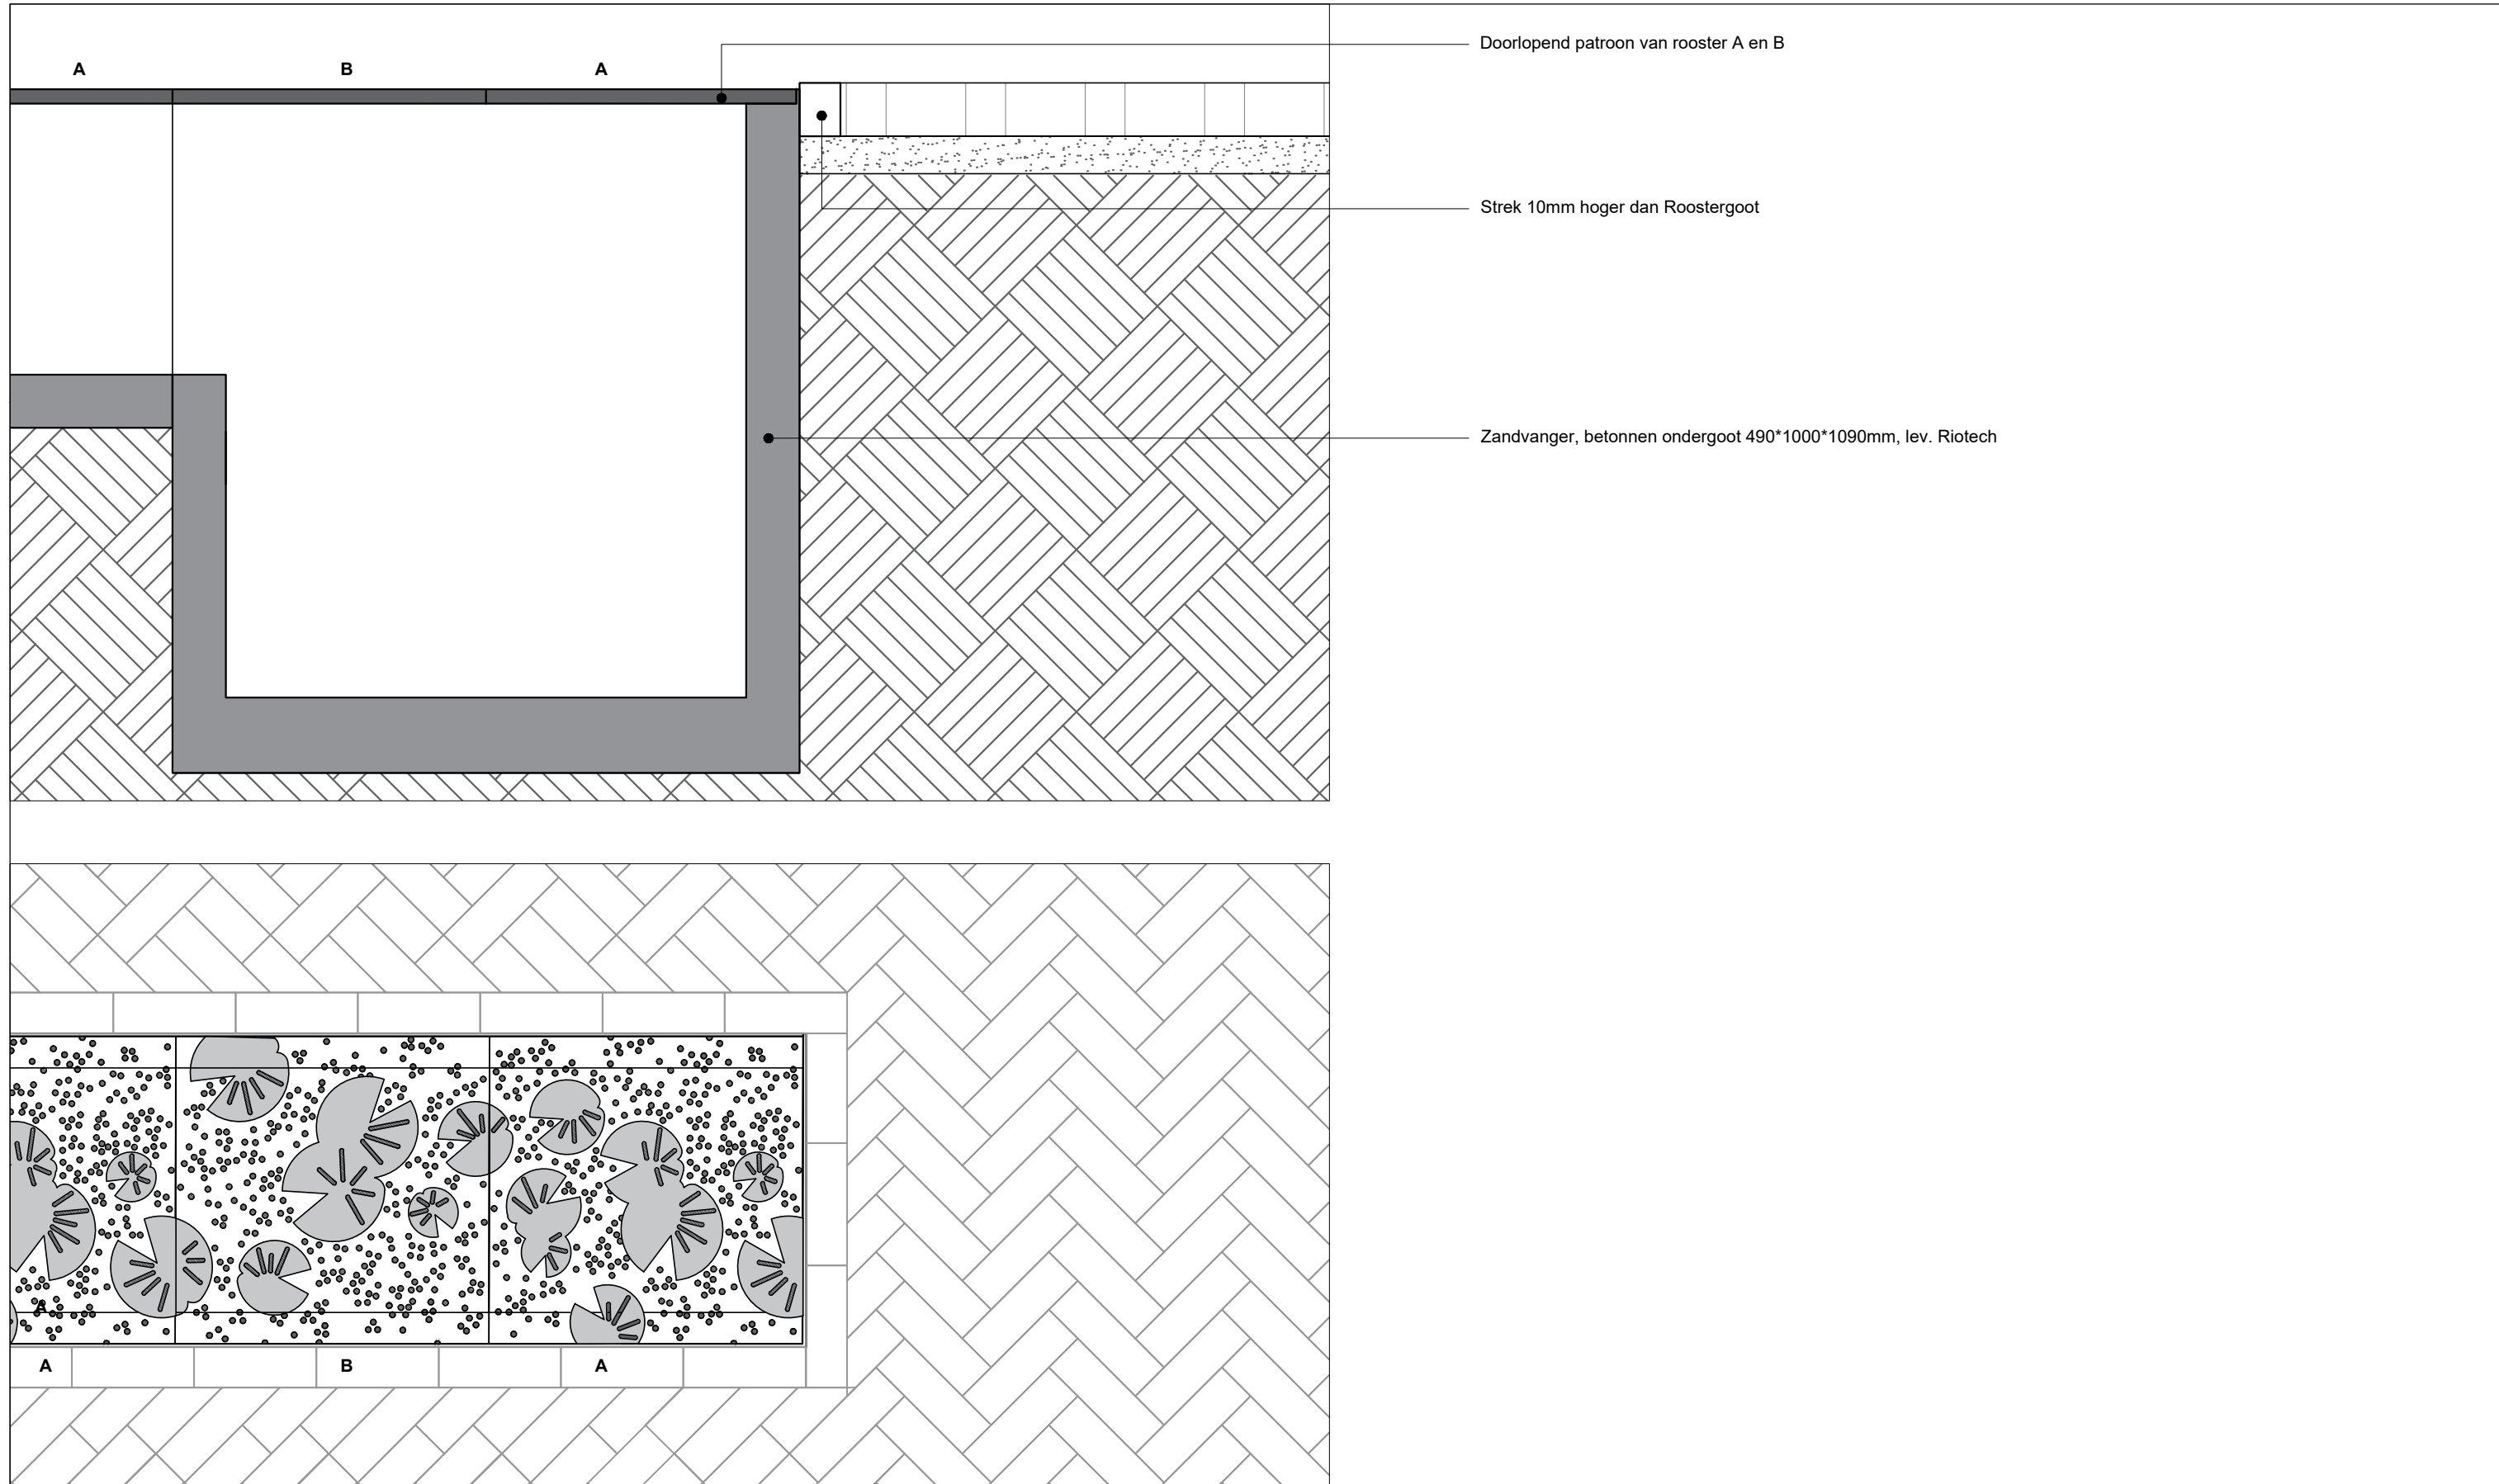 Doorlopend patroon van rooster A en B
A B A
Strek 10mm hoger dan Roostergoot
Zandvanger, betonnen ondergoot 490*1000*1090mm, lev. Riotech
A
A B A